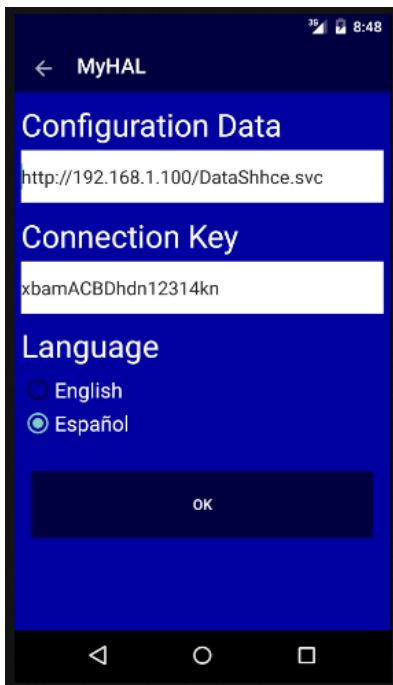 3G 8:48
MyHAL
Configuration Data
http://192.168.1.100/DataShhce.svc
Connection Key
xbamACBDhdn12314kn
Language
English
Español
OK